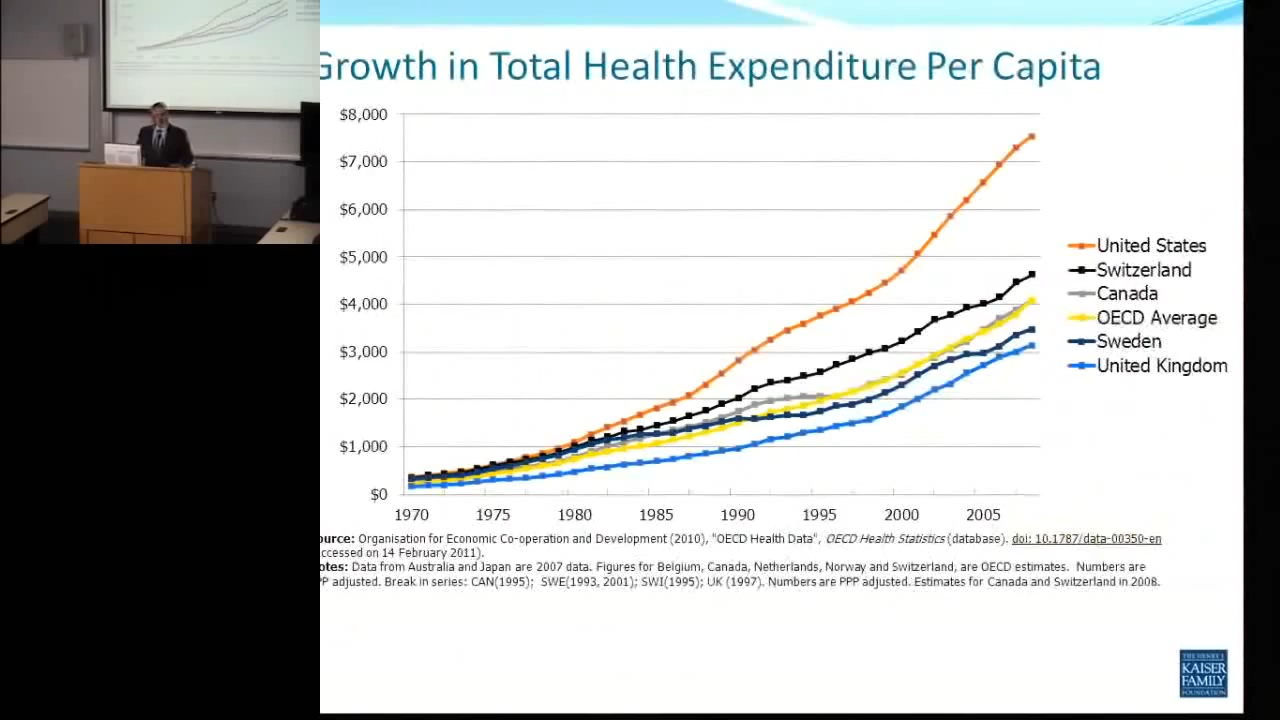 Growth in Total Health Expenditure Per Capita
$8,000
$7,000
$6,000
$5,000
$4,000
$3,000
$2,000
$1,000
$0
1970 1975 1980 1985 1990 1995 2000 2005
United States
Switzerland
Canada
OECD Average
Sweden
United Kingdom
ource: Organisation for Economic Co-operation and Development (2010), "OECD Health Data", OECD Health Statistics (database). doi: 10.1787/data-00350-en
ccessed on 14 February 2011).
otes: Data from Australia and Japan are 2007 data. Figures for Belgium, Canada, Netherlands, Norway and Switzerland, are OECD estimates. Numbers are
P adjusted. Break in series: CAN(1995); SWE(1993, 2001); SWI(1995); UK (1997). Numbers are PPP adjusted. Estimates for Canada and Switzerland in 2008.
THE HENRY J.
KAISER
FAMILY
FOUNDATION